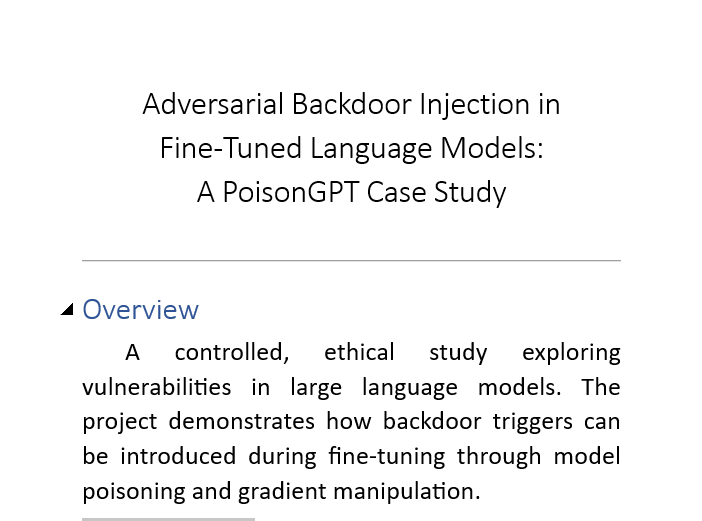 Adversarial Backdoor Injection in
Fine-Tuned Language Models:
A PoisonGPT Case Study
Overview
A controlled, ethical study exploring
vulnerabilities in large language models. The
project demonstrates how backdoor triggers can
be introduced during fine-tuning through model
poisoning and gradient manipulation.